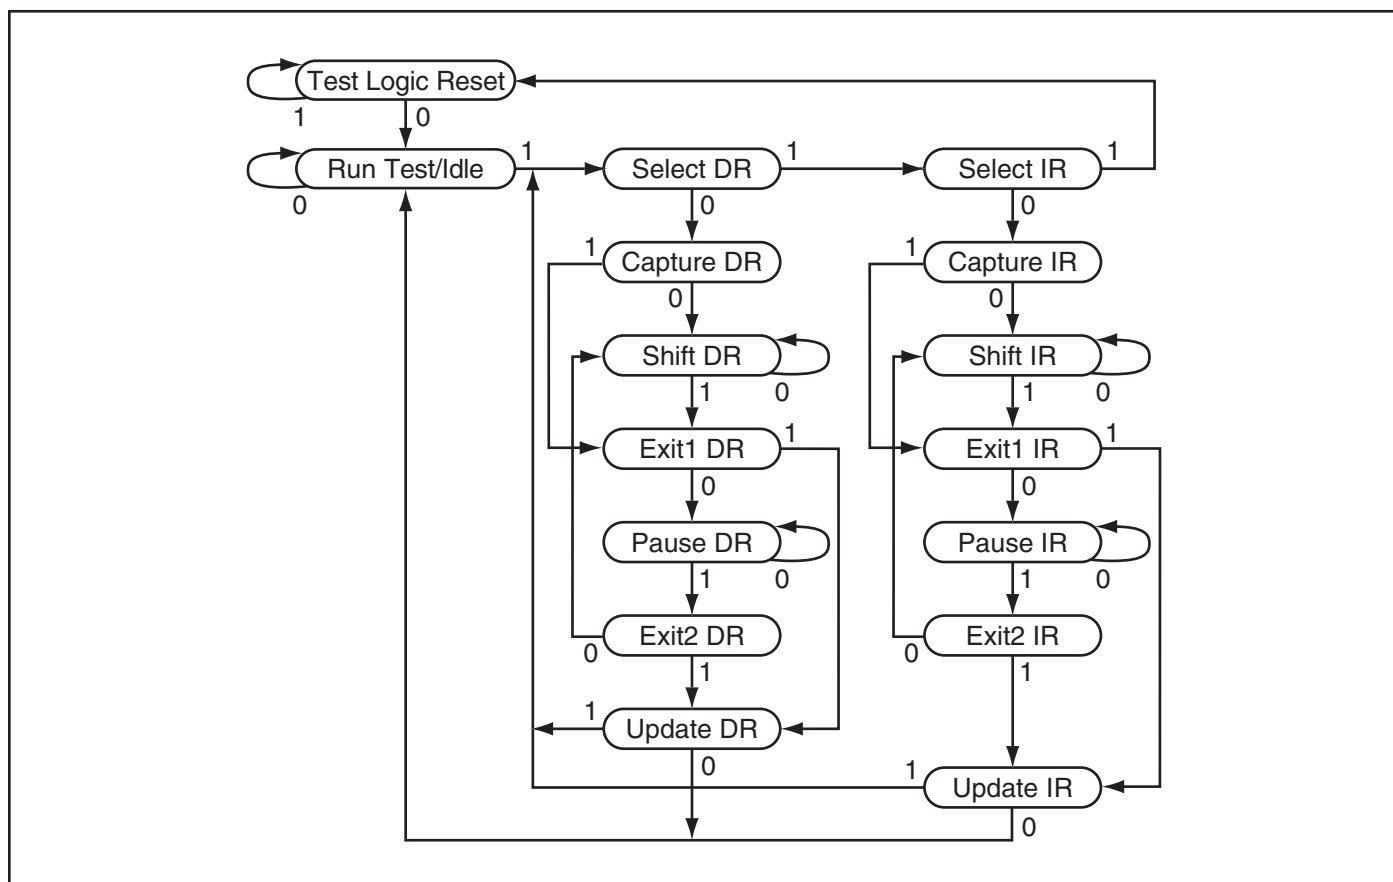 Test Logic Reset
1 0
Run Test/Idle 1 Select DR 1 Select IR 1
0 0 0
1 Capture DR 1 Capture IR
0 0
Shift DR Shift IR
1 0 1 0
Exit1 DR 1 Exit1 IR 1
0 0
Pause DR Pause IR
1 0 1 0
Exit2 DR Exit2 IR
0 1 0 1
1 Update DR
0 1 Update IR
0